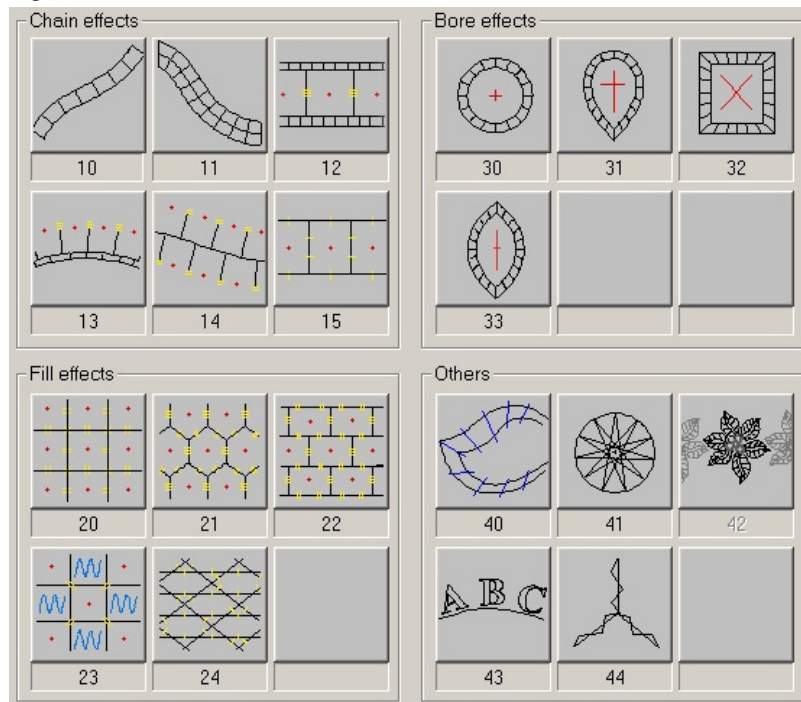 Chain effects
10 11 12
13 14 15
Bore effects
30 31 32
33
Fill effects
20 21 22
23 24
Others
40 41 42
A B C
43 44